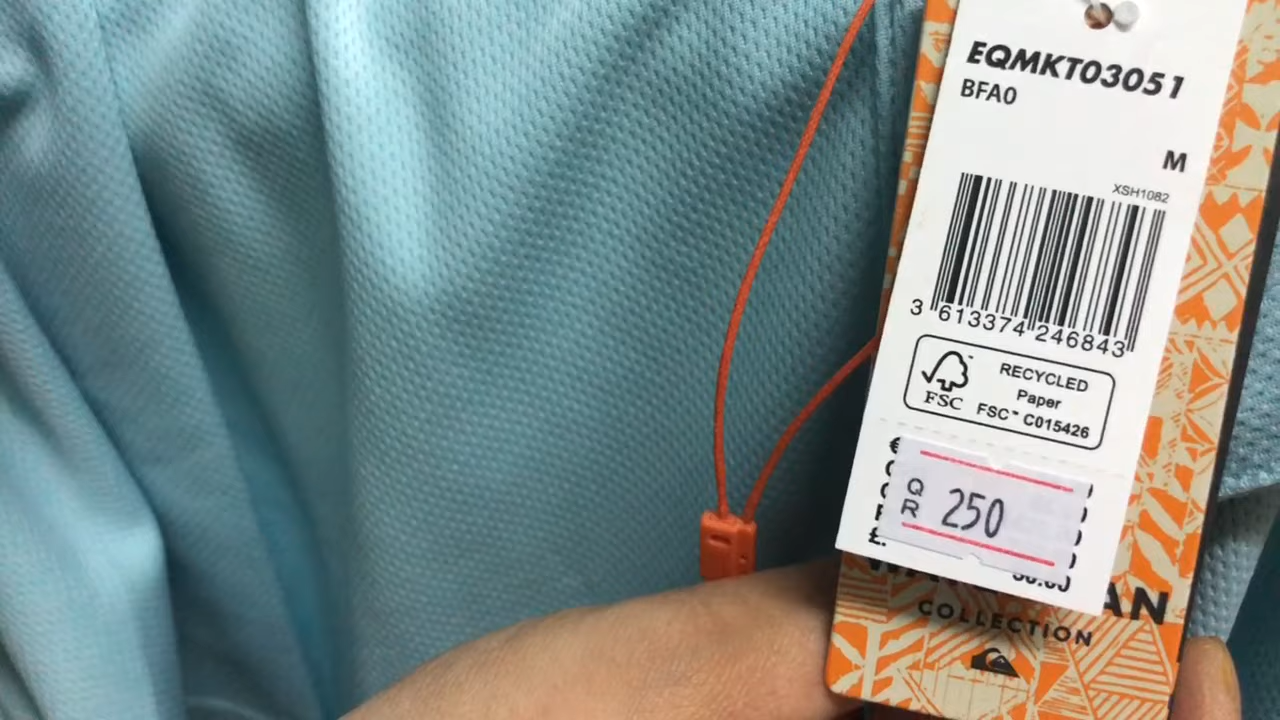 EQMKT03051
BFA0
M
XSH1082
3 613374 246843
FSC
RECYCLED
Paper
FSC™ C015426
QR 250
COLLECTION